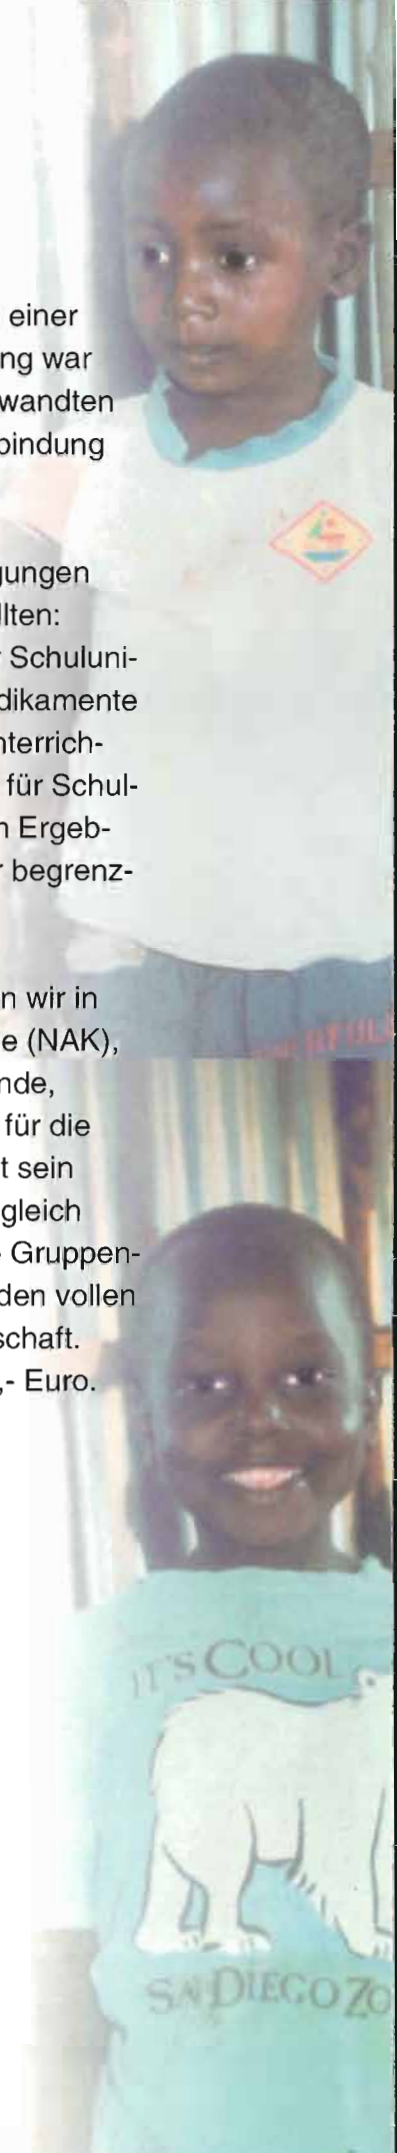 einer
ng war
wandten
bindung
gungen
llten:
Schuluni-
dikamente
nterrich-
für Schul-
n Ergeb-
r begrenz-
n wir in
e (NAK),
nde,
für die
t sein
gleich
Gruppen-
den vollen
schaft.
,- Euro.
IT'S COOL
SAN DIEGO ZO